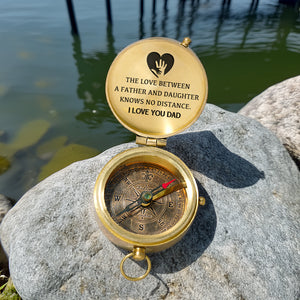 THE LOVE BETWEEN
A FATHER AND DAUGHTER
KNOWS NO DISTANCE.
I LOVE YOU DAD